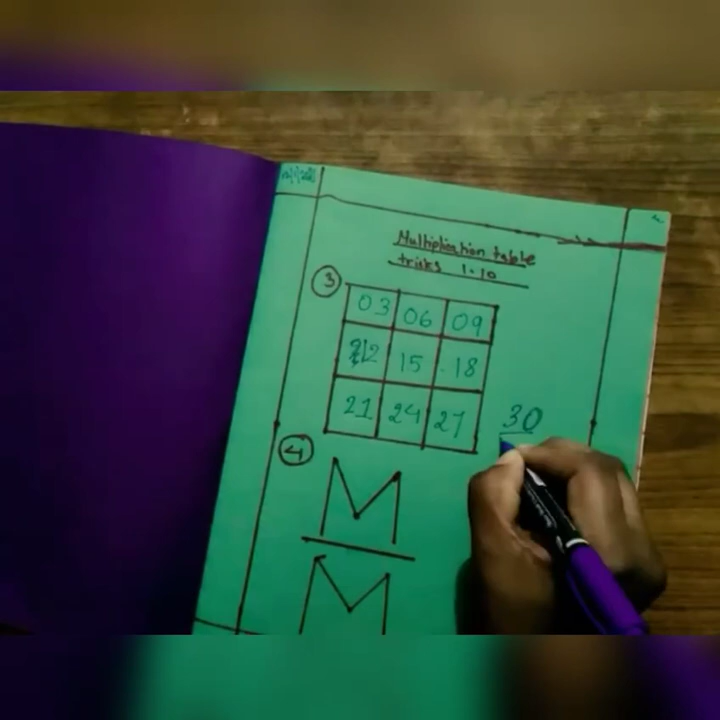 Multiplication table
tricks 1-10
3
03 06 09
12 15 18
21 24 27
30
4
M
M